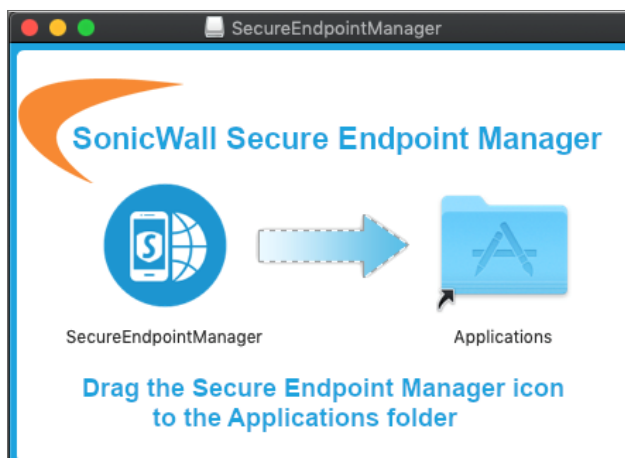 SecureEndpointManager
SonicWall Secure Endpoint Manager
S
SecureEndpointManager
Applications
Drag the Secure Endpoint Manager icon
to the Applications folder